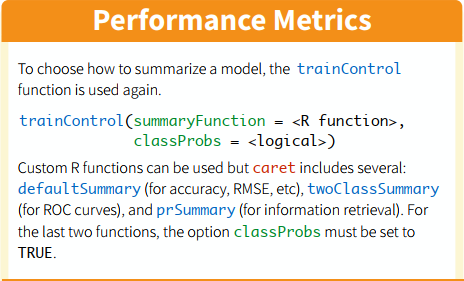 Performance Metrics
To choose how to summarize a model, the trainControl
function is used again.
trainControl(summaryFunction = <R function>,
classProbs = <logical>)
Custom R functions can be used but caret includes several:
defaultSummary (for accuracy, RMSE, etc), twoClassSummary
(for ROC curves), and prSummary (for information retrieval). For
the last two functions, the option classProbs must be set to
TRUE.